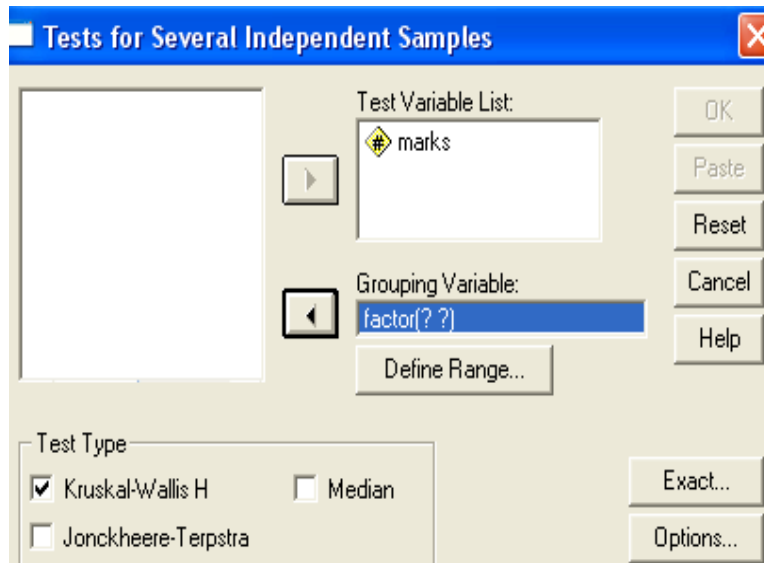 Tests for Several Independent Samples
Test Variable List:
# marks
OK
Paste
Reset
Grouping Variable:
factor(? ?)
Cancel
Help
Define Range...
Test Type
Kruskal-Wallis H
Median
Jonckheere-Terpstra
Exact...
Options...